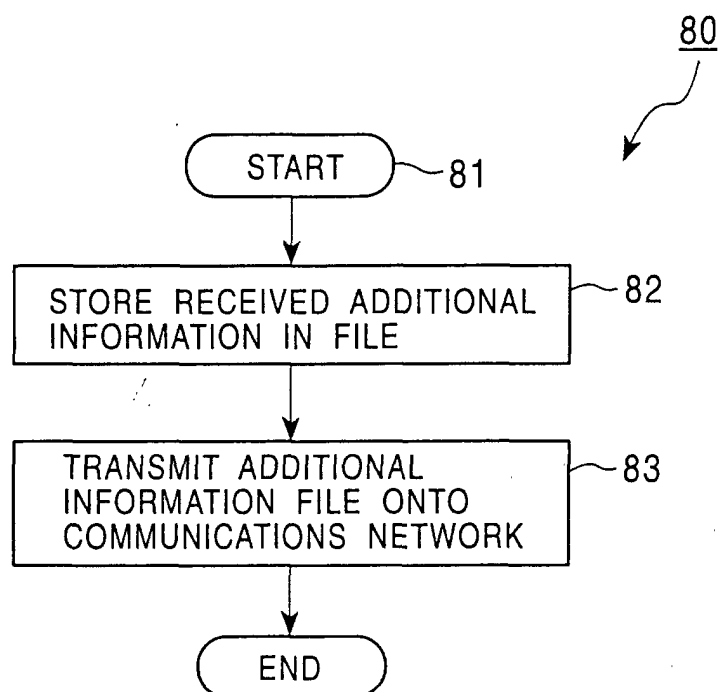 80
START
81
STORE RECEIVED ADDITIONAL
INFORMATION IN FILE
82
TRANSMIT ADDITIONAL
INFORMATION FILE ONTO
COMMUNICATIONS NETWORK
83
END